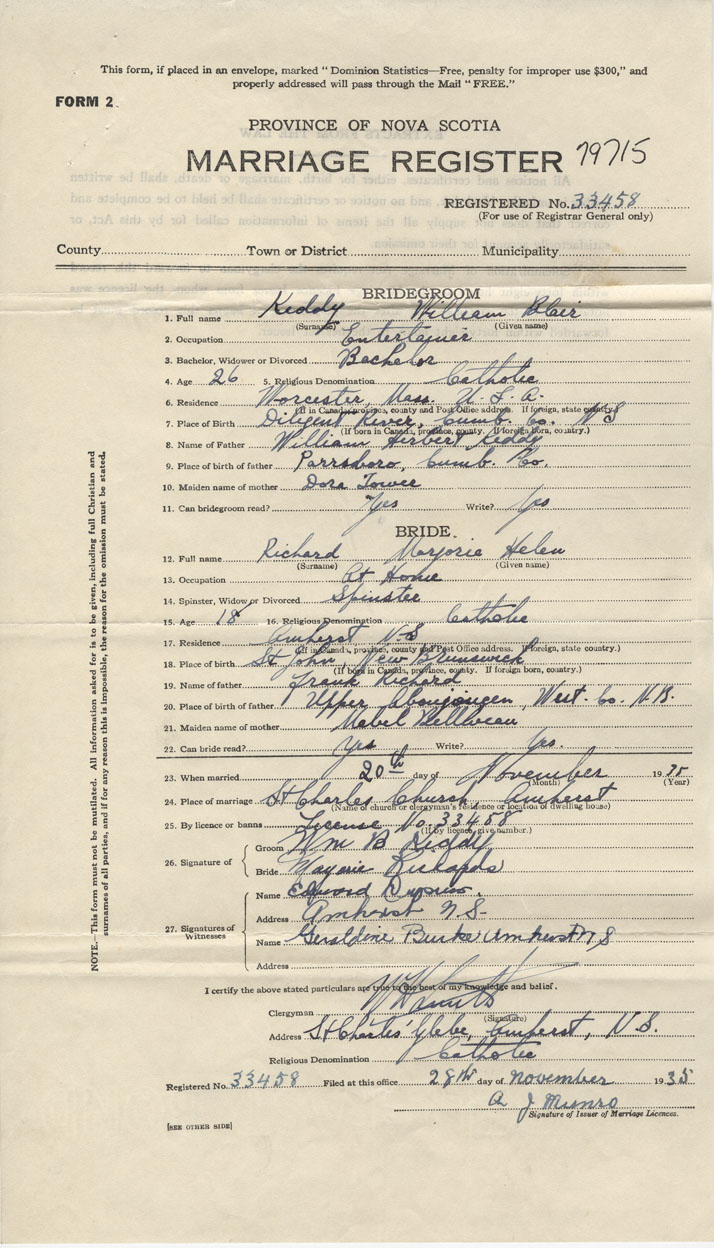 This form, if placed in an envelope, marked "Dominion Statistics—Free, penalty for improper use $300," and
properly addressed will pass through the Mail "FREE."
FORM 2
PROVINCE OF NOVA SCOTIA
MARRIAGE REGISTER 79715
REGISTERED No. 33458
(For use of Registrar General only)
County Town or District Municipality
BRIDEGROOM
1. Full name Keddy William Blair
(Surname) (Given name)
2. Occupation Entertainer
3. Bachelor, Widower or Divorced Bachelor
4. Age 26 5. Religious Denomination Catholic
6. Residence Worcester, Mass. U.S.A.
(If in Canada, province, county and Post Office address. If foreign, state country.)
7. Place of Birth Diligent River, Cumb. Co. NS
(If born in Canada, province, county. If foreign born, country.)
8. Name of Father William Herbert Keddy
9. Place of birth of father Parrsboro, Cumb. Co.
10. Maiden name of mother Dora Tower
11. Can bridegroom read? Yes Write? Yes
BRIDE
12. Full name Richard Marjorie Helen
(Surname) (Given name)
13. Occupation At Home
14. Spinster, Widow or Divorced Spinster
15. Age 18 16. Religious Denomination Catholic
17. Residence Amherst N-S
(If in Canada, province, county and Post Office address. If foreign, state country.)
18. Place of birth St John, New Brunswick
(If born in Canada, province, county. If foreign born, country.)
19. Name of father Frank Richard
20. Place of birth of father Upper Aboujougen, West. Co. N.B.
21. Maiden name of mother Mabel
22. Can bride read? Yes Write? Yes.
23. When married 20th day of November 1935
(Month) (Year)
24. Place of marriage St Charles Church, Amherst
(Name of church or clergyman's residence or location of dwelling house)
25. By licence or banns License No. 33458
(If by licence, give number.)
26. Signature of
Groom Wm B Keddy
Bride Marjorie Richards
27. Signatures of Witnesses
Name Edward
Address Amherst N.S.
Name Geraldine Burke Amherst N S
Address
I certify the above stated particulars are true to the best of my knowledge and belief.
Clergyman
(Signature)
Address St Charles' Glebe, Amherst, N.S.
Religious Denomination Catholic
Registered No. 33458 Filed at this office 28th day of November 1935
A J Munro
Signature of Issuer of Marriage Licences.
[SEE OTHER SIDE]
NOTE.—This form must not be mutilated. All information asked for is to be given, including full Christian and
surnames of all parties, and if for any reason this is impossible, the reason for the omission must be stated.